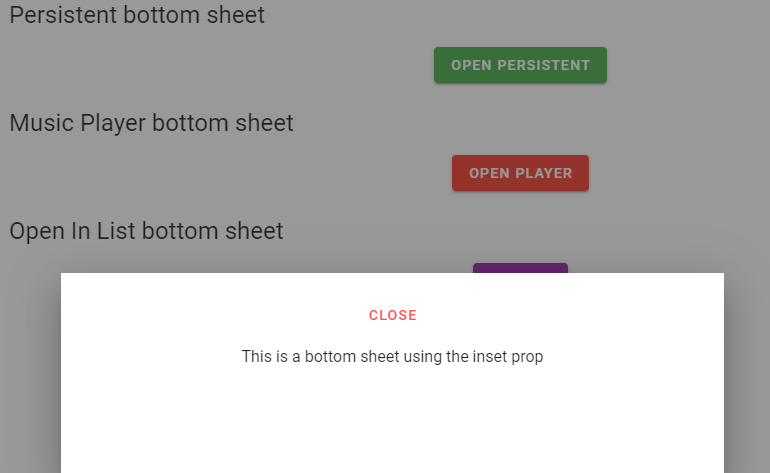 Persistent bottom sheet
OPEN PERSISTENT
Music Player bottom sheet
OPEN PLAYER
Open In List bottom sheet
CLOSE
This is a bottom sheet using the inset prop